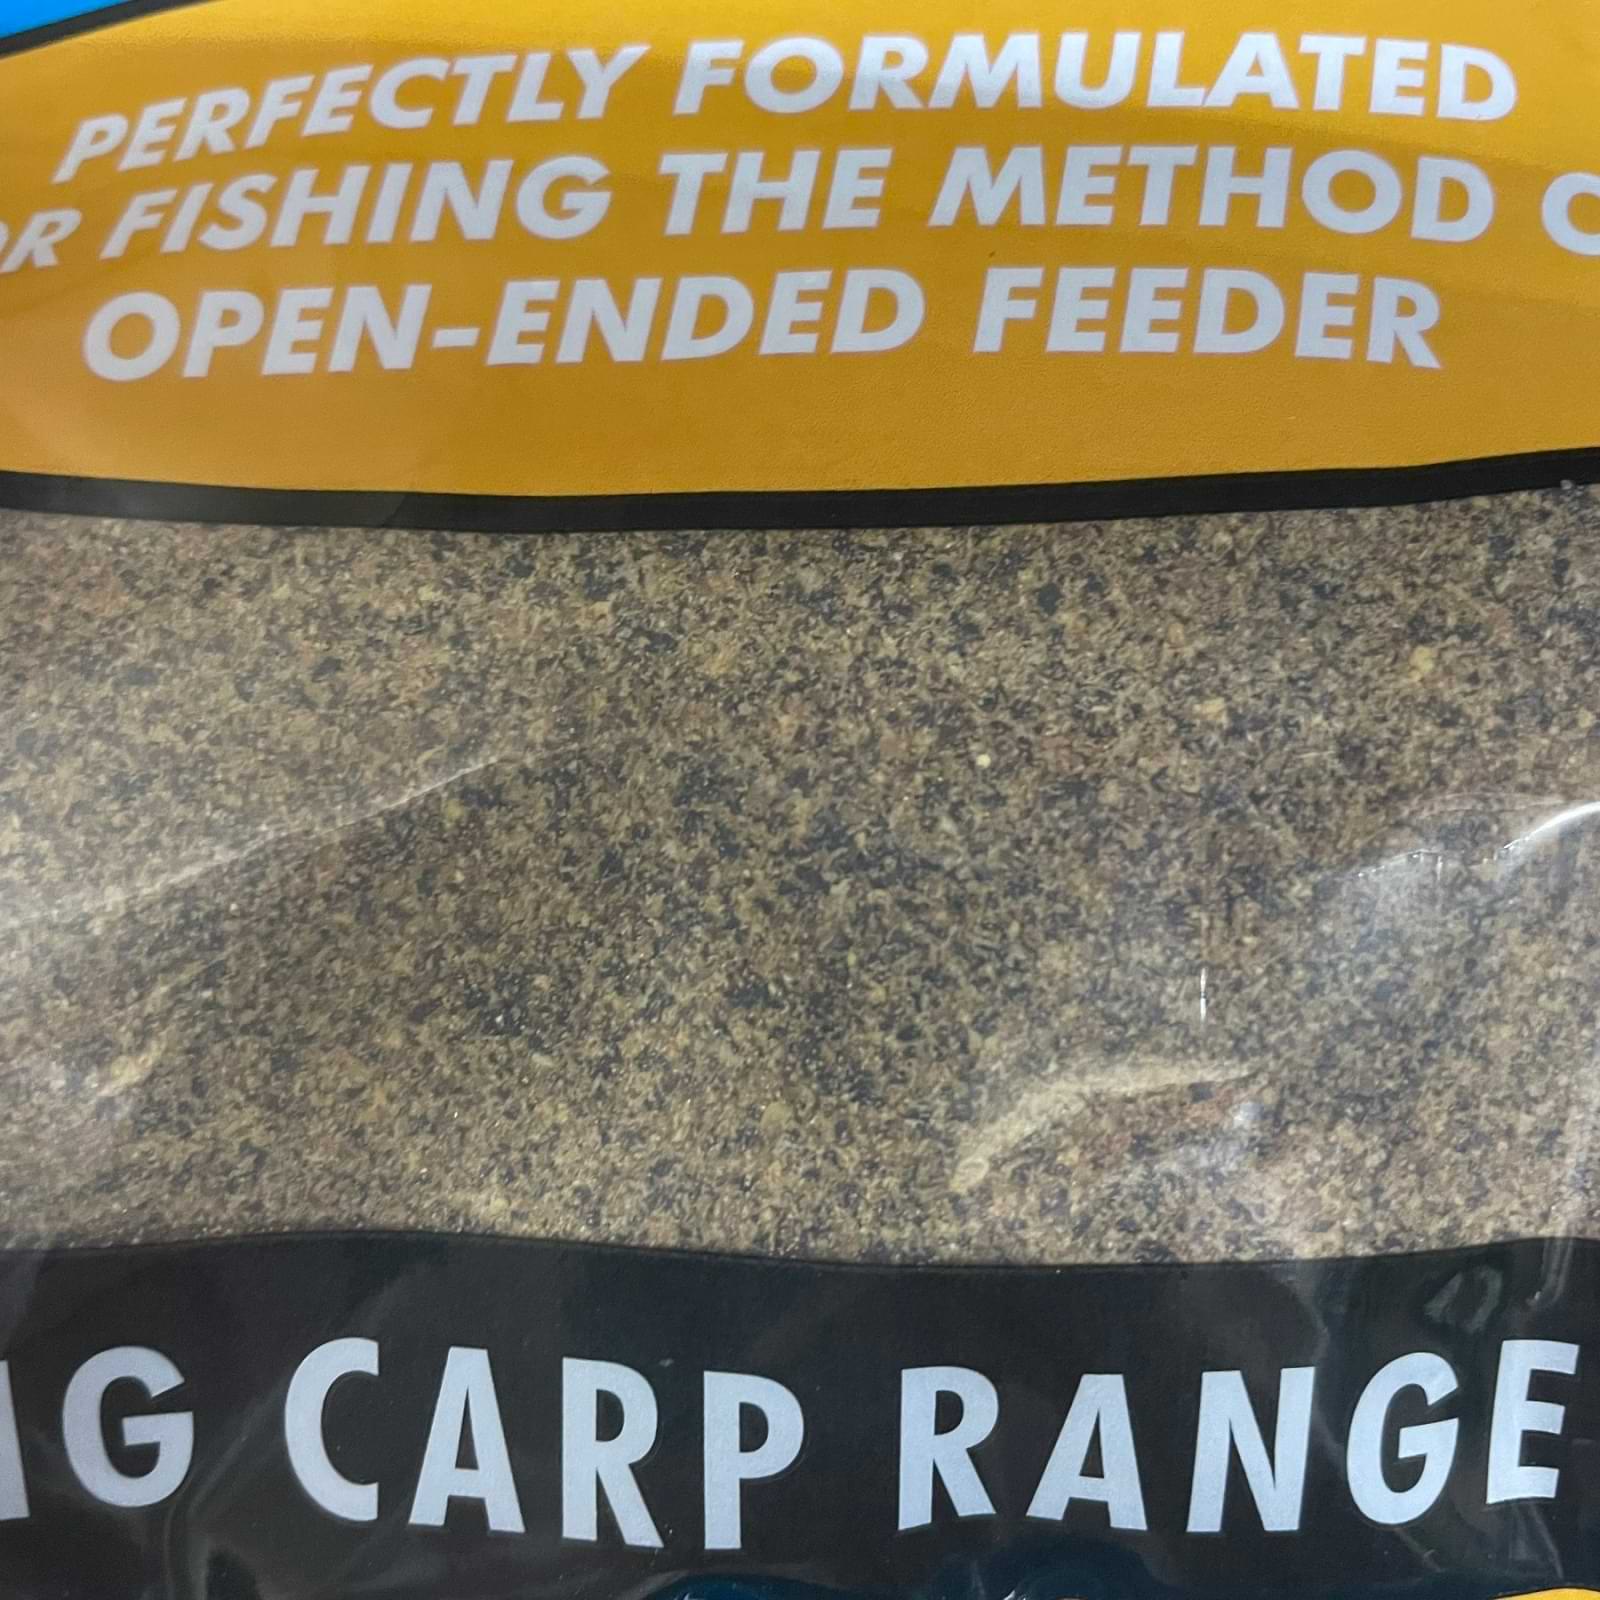 PERFECTLY FORMULATED
FISHING THE METHOD
OPEN-ENDED FEEDER
CARP RANGE